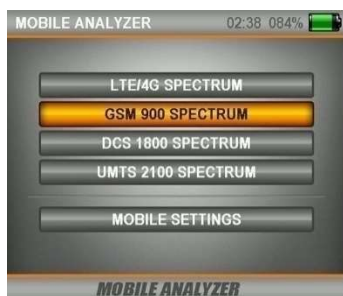 MOBILE ANALYZER 02:38 084%
LTE/4G SPECTRUM
GSM 900 SPECTRUM
DCS 1800 SPECTRUM
UMTS 2100 SPECTRUM
MOBILE SETTINGS
MOBILE ANALYZER